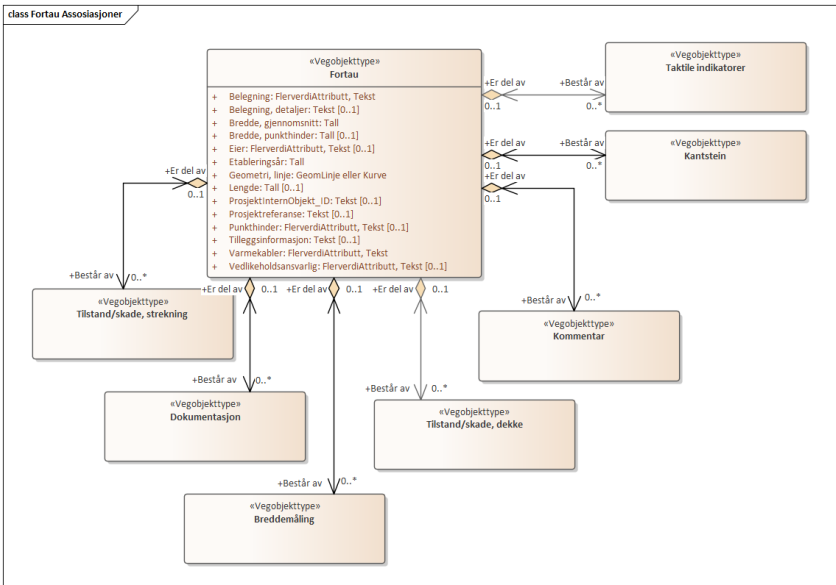 class Fortau Assosiasjoner
«Vegobjekttype»
Fortau
+ Belegning: FlerverdiAttributt, Tekst
+ Belegning, detaljer: Tekst [0..1]
+ Bredde, gjennomsnitt: Tall
+ Bredde, punkthinder: Tall [0..1]
+ Eier: FlerverdiAttributt, Tekst [0..1]
+ Etableringsår: Tall
+ Geometri, linje: GeomLinje eller Kurve
+ Lengde: Tall [0..1]
+ ProsjektInternObjekt_ID: Tekst [0..1]
+ Prosjektreferanse: Tekst [0..1]
+ Punkthinder: FlerverdiAttributt, Tekst [0..1]
+ Tilleggsinformasjon: Tekst [0..1]
+ Varmekabler: FlerverdiAttributt, Tekst
+ Vedlikeholdsansvarlig: FlerverdiAttributt, Tekst [0..1]
+Er del av
0..1
+Består av
0..*
«Vegobjekttype»
Taktile indikatorer
+Er del av
0..1
+Består av
0..*
«Vegobjekttype»
Kantstein
+Er del av
0..1
+Består av
0..*
«Vegobjekttype»
Kommentar
+Er del av
0..1
+Består av
0..*
«Vegobjekttype»
Tilstand/skade, strekning
+Er del av
0..1
+Består av
0..*
«Vegobjekttype»
Dokumentasjon
+Er del av
0..1
+Består av
0..*
«Vegobjekttype»
Breddemåling
+Er del av
0..1
+Består av
0..*
«Vegobjekttype»
Tilstand/skade, dekke